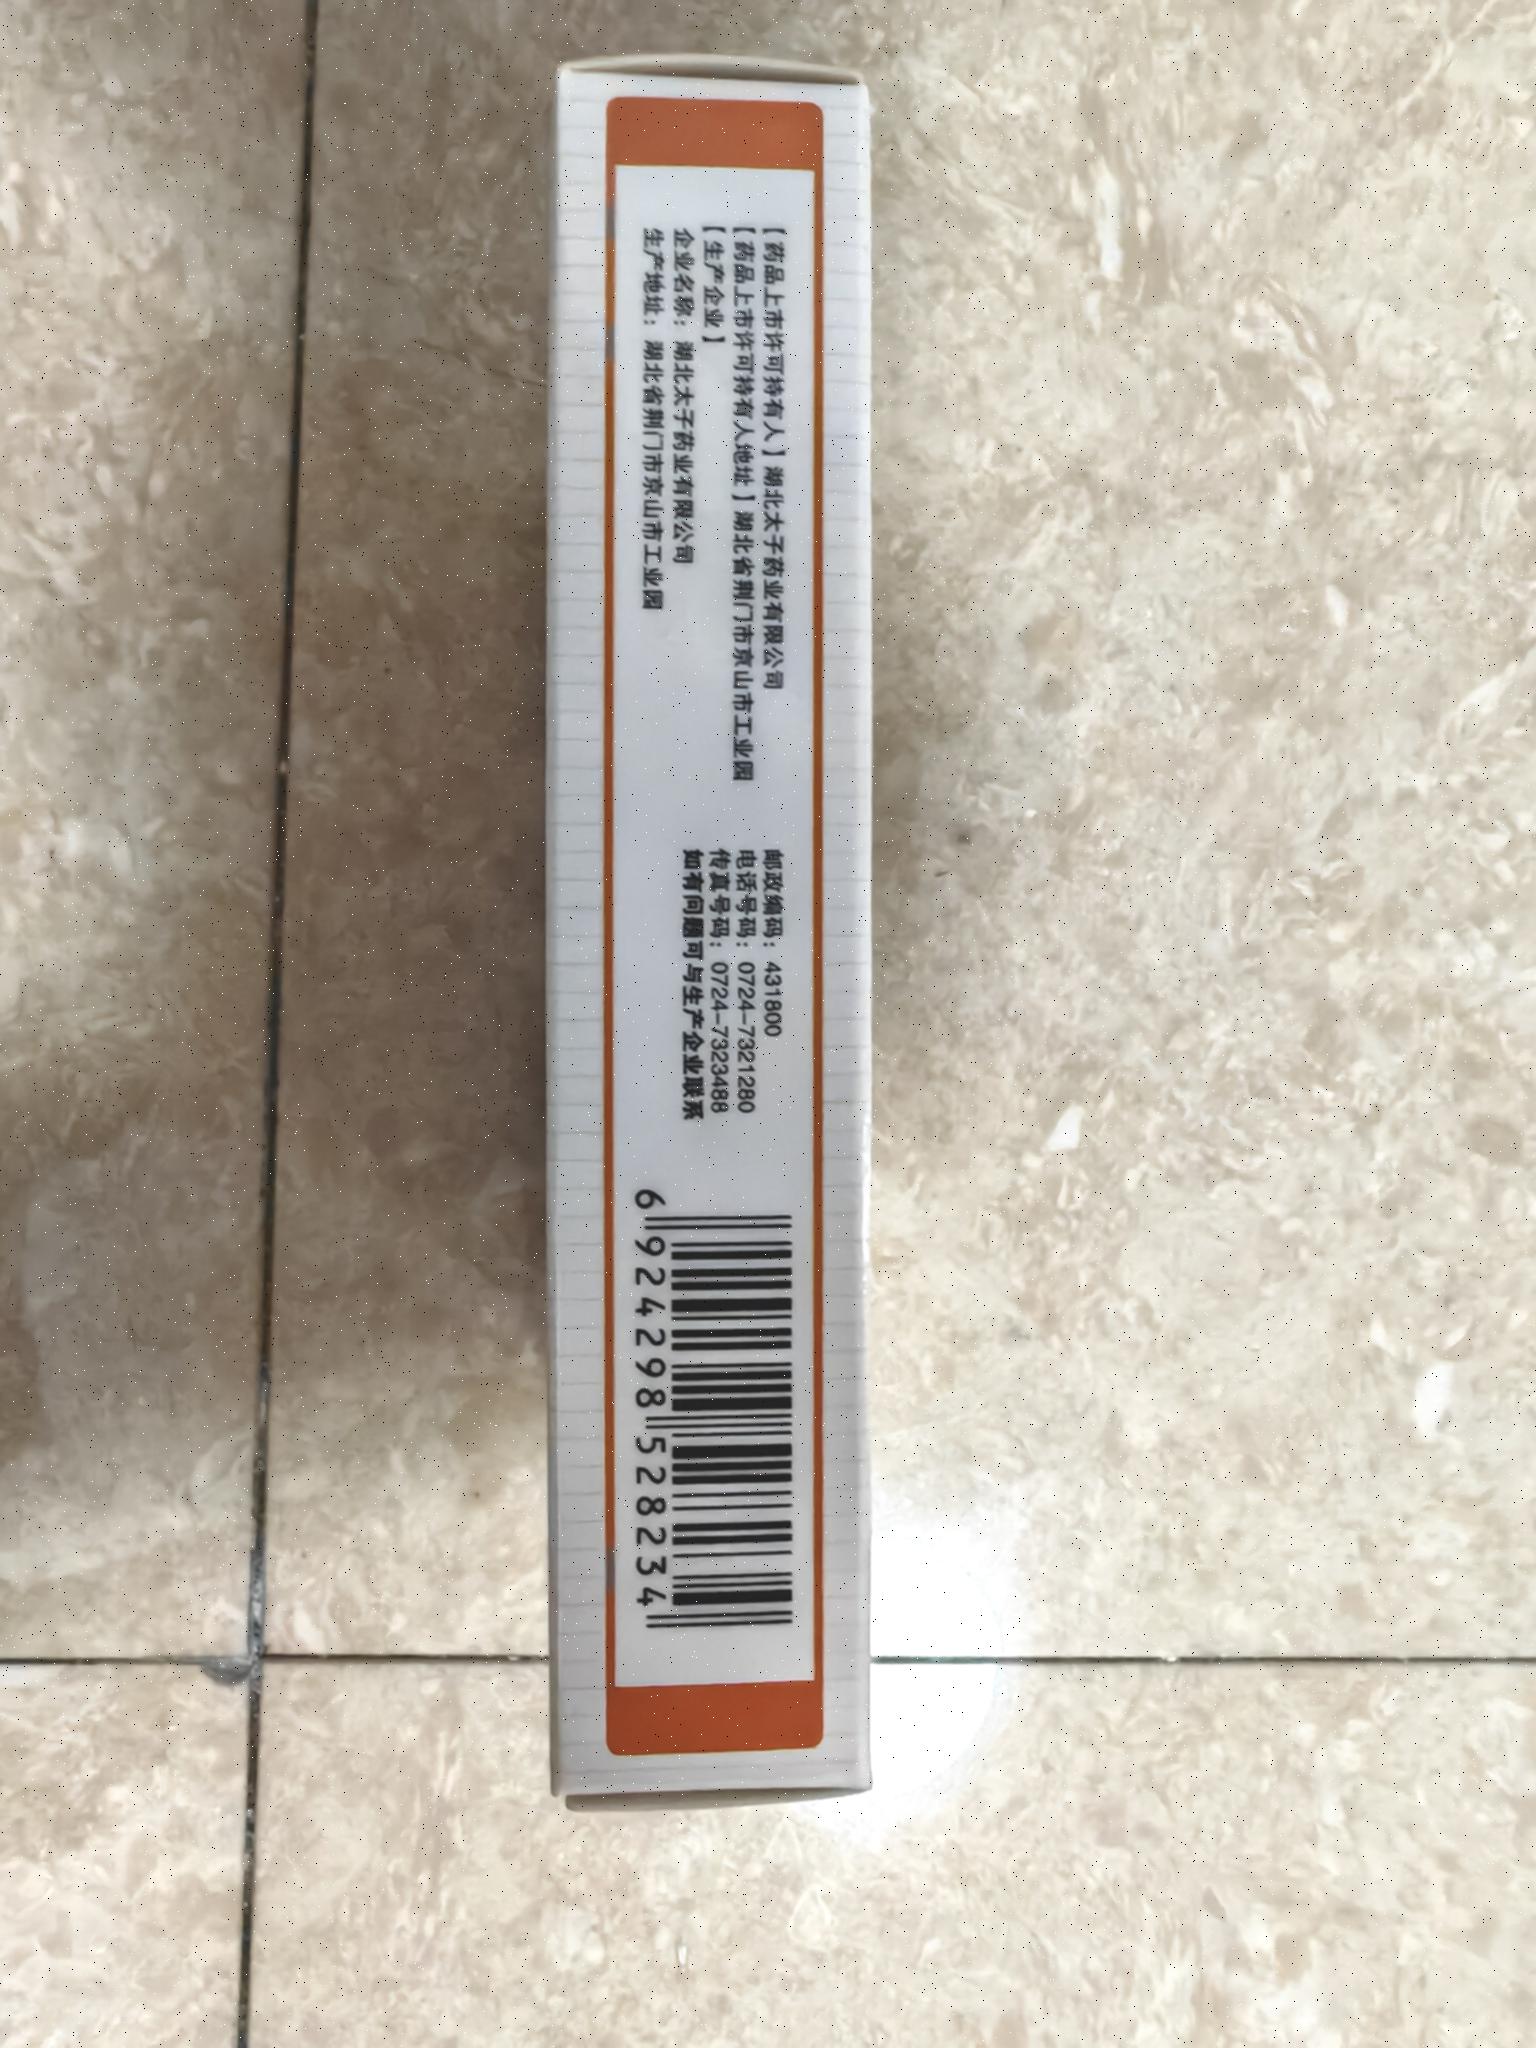 【药品上市许可持有人】湖北太子药业有限公司
【药品上市许可持有人地址】湖北省荆门市京山市工业园
【生产企业】
企业名称：湖北太子药业有限公司
生产地址：湖北省荆门市京山市工业园
邮政编码：431800
电话号码：0724-7321280
传真号码：0724-7323488
如有问题可与生产企业联系
6 924298 528234